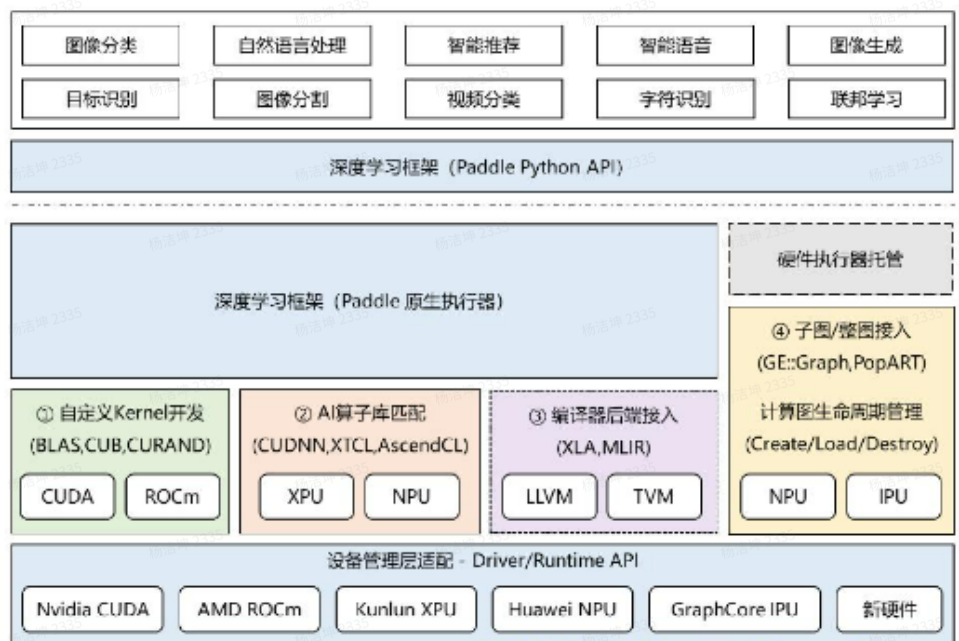 图像分类 自然语言处理 智能推荐 智能语音 图像生成
目标识别 图像分割 视频分类 字符识别 联邦学习
深度学习框架（Paddle Python API）
深度学习框架（Paddle 原生执行器）
硬件执行器托管
① 自定义Kernel开发
(BLAS,CUB,CURAND)
CUDA ROCm
② AI算子库匹配
(CUDNN,XTCL,AscendCL)
XPU NPU
③ 编译器后端接入
(XLA,MLIR)
LLVM TVM
④ 子图/整图接入
(GE::Graph,PopART)
计算图生命周期管理
(Create/Load/Destroy)
NPU IPU
设备管理层适配 - Driver/Runtime API
Nvidia CUDA AMD ROCm Kunlun XPU Huawei NPU GraphCore IPU 新硬件